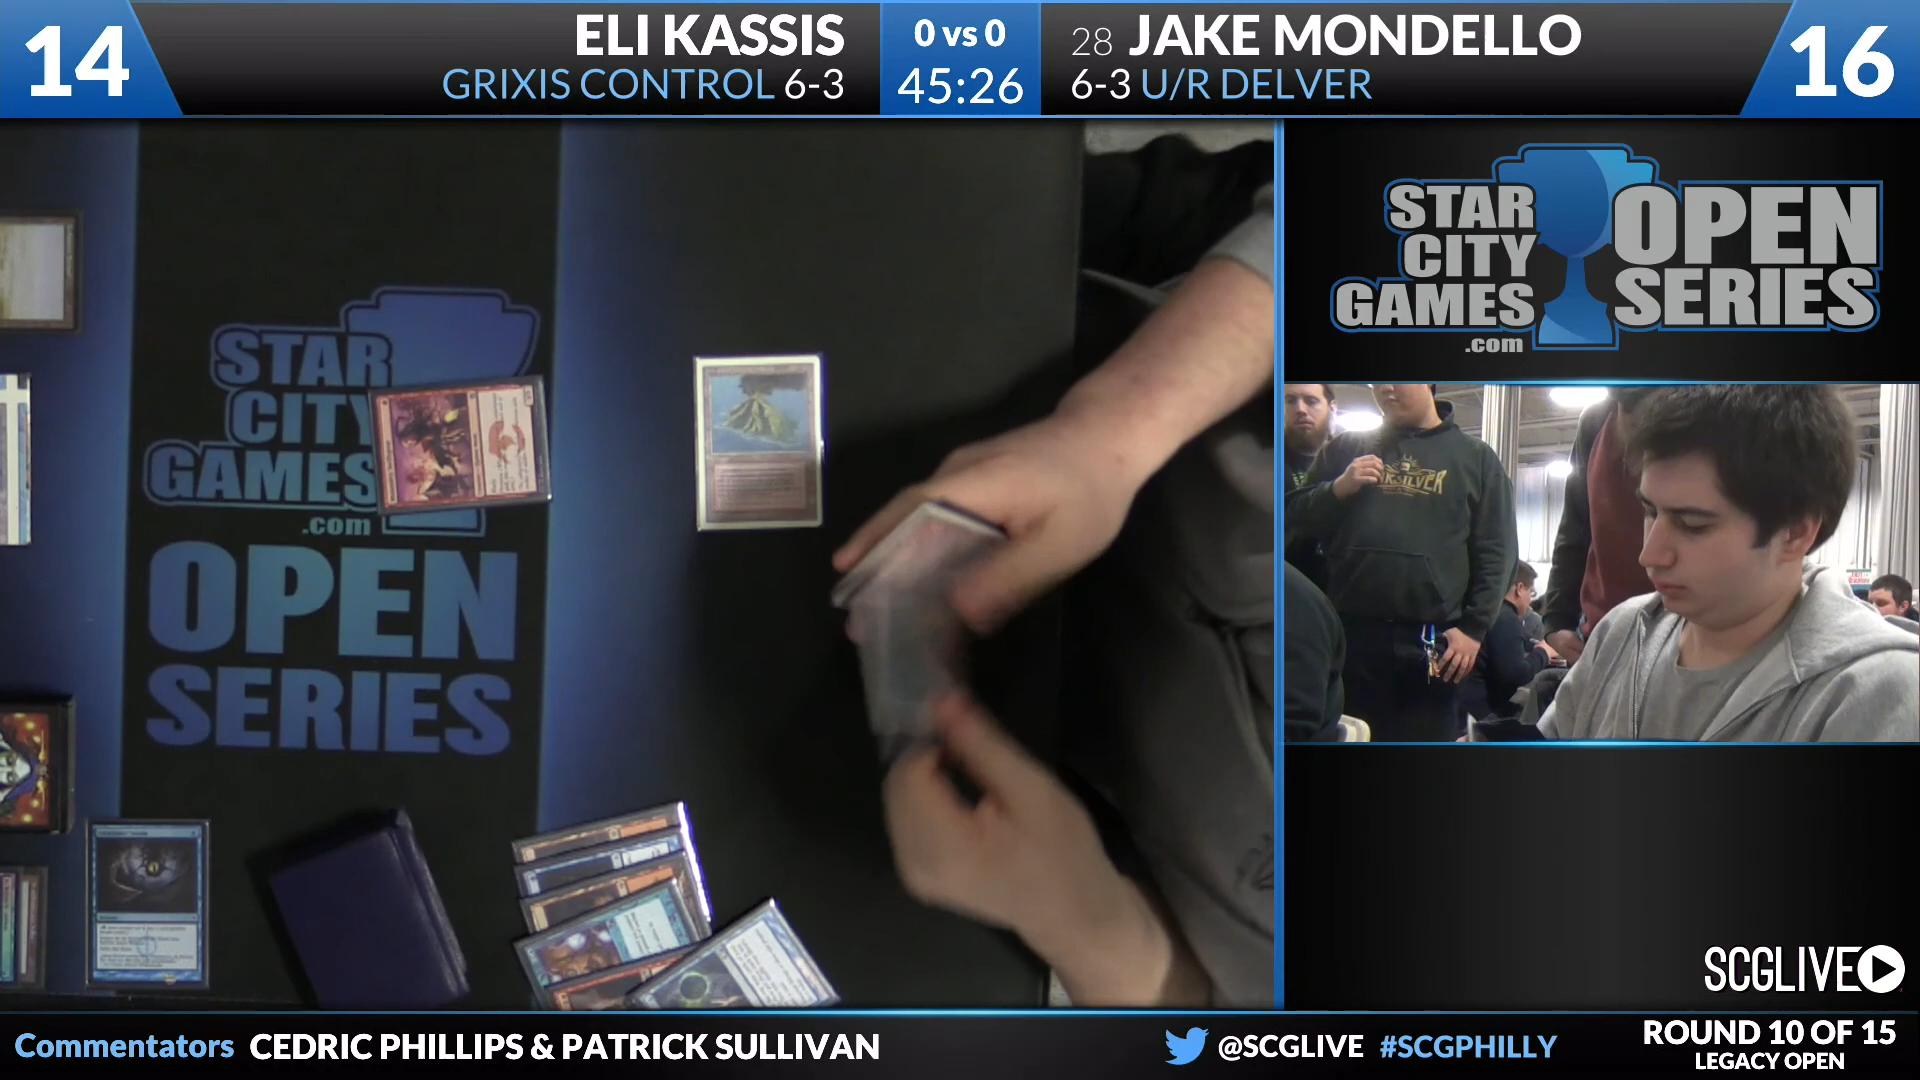 14
ELI KASSIS
GRIXIS CONTROL 6-3
0 vs 0
45:26
28 JAKE MONDELLO
6-3 U/R DELVER
16
STAR
CITY
GAMES
.com
OPEN
SERIES
STAR
CITY
GAMES
.com
OPEN
SERIES
SCGLIVE
Commentators CEDRIC PHILLIPS & PATRICK SULLIVAN
@SCGLIVE #SCGPHILLY
ROUND 10 OF 15
LEGACY OPEN